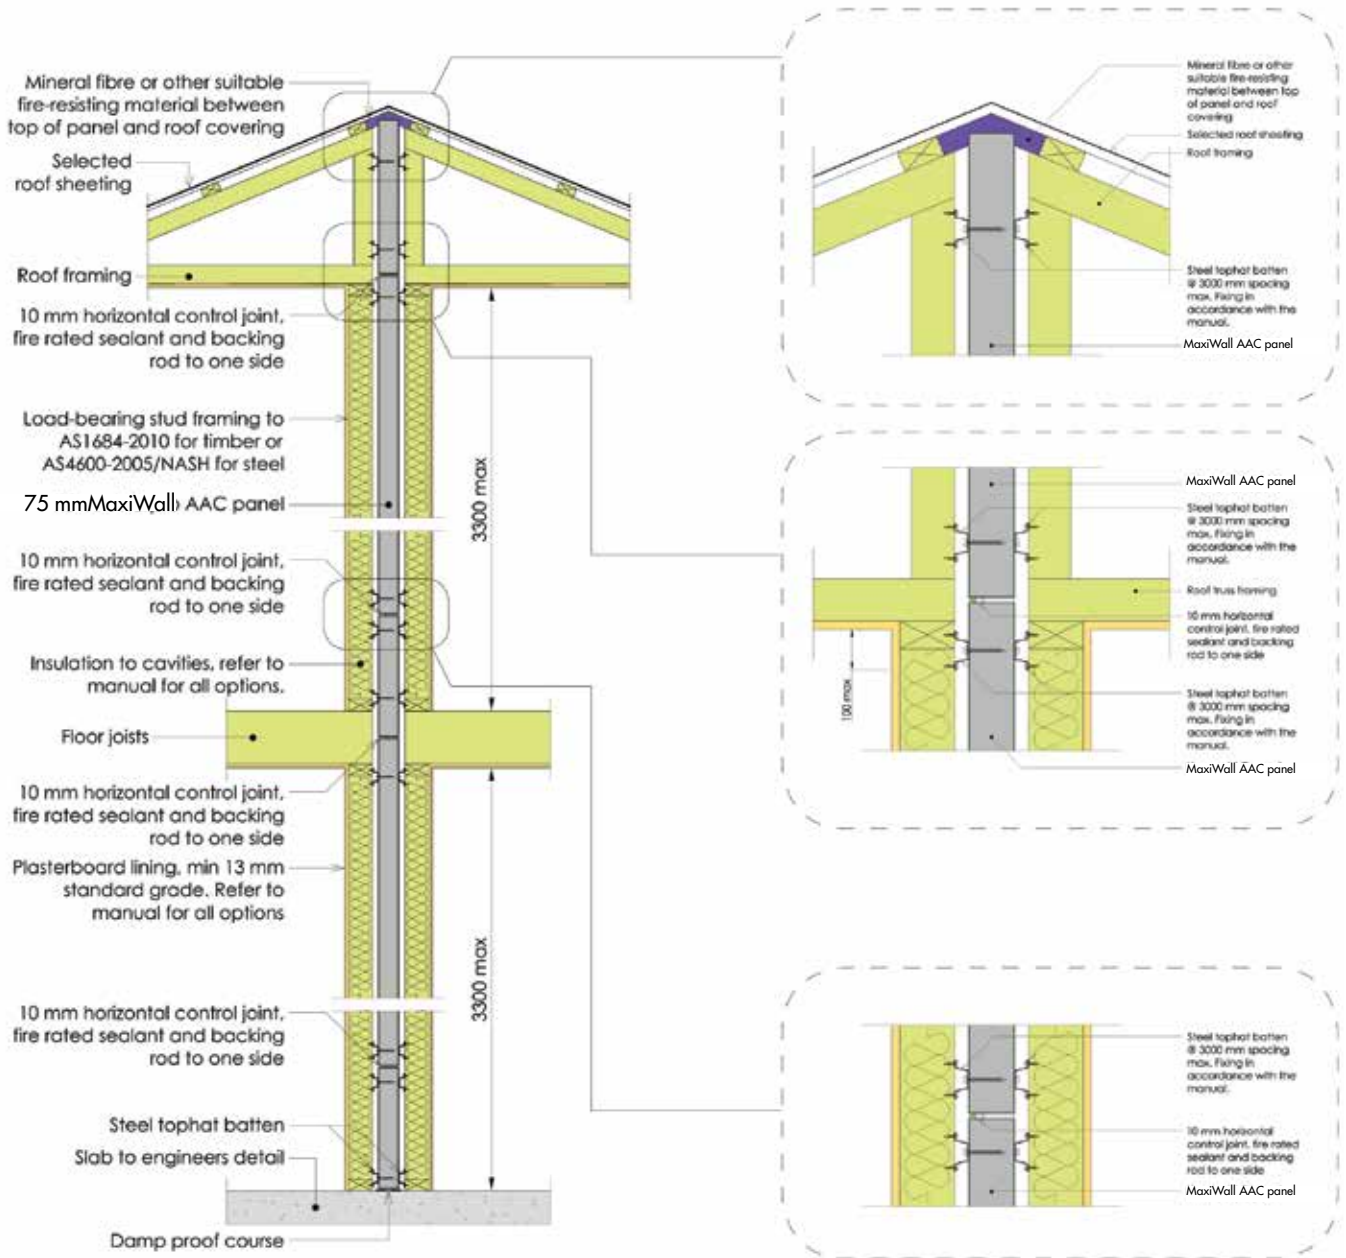 Mineral fibre or other suitable
fire-resisting material between
top of panel and roof covering
Selected
roof sheeting
Roof framing
10 mm horizontal control joint,
fire rated sealant and backing
rod to one side
Load-bearing stud framing to
AS1684-2010 for timber or
AS4600-2005/NASH for steel
75 mmMaxiWall AAC panel
10 mm horizontal control joint,
fire rated sealant and backing
rod to one side
Insulation to cavities, refer to
manual for all options.
Floor joists
10 mm horizontal control joint,
fire rated sealant and backing
rod to one side
Plasterboard lining, min 13 mm
standard grade. Refer to
manual for all options
10 mm horizontal control joint,
fire rated sealant and backing
rod to one side
Steel tophat batten
Slab to engineers detail
Damp proof course
3300 max
3300 max
Mineral fibre or other
suitable fire-resisting
material between top
of panel and roof
covering
Selected roof sheeting
Roof framing
Steel tophat batten
@ 3000 mm spacing
max. Fixing in
accordance with the
manual.
MaxiWall AAC panel
MaxiWall AAC panel
Steel tophat batten
@ 3000 mm spacing
max. Fixing in
accordance with the
manual.
Roof truss framing
10 mm horizontal
control joint, fire rated
sealant and backing
rod to one side
100 max
Steel tophat batten
@ 3000 mm spacing
max. Fixing in
accordance with the
manual.
MaxiWall AAC panel
Steel tophat batten
@ 3000 mm spacing
max. Fixing in
accordance with the
manual.
10 mm horizontal
control joint, fire rated
sealant and backing
rod to one side
MaxiWall AAC panel